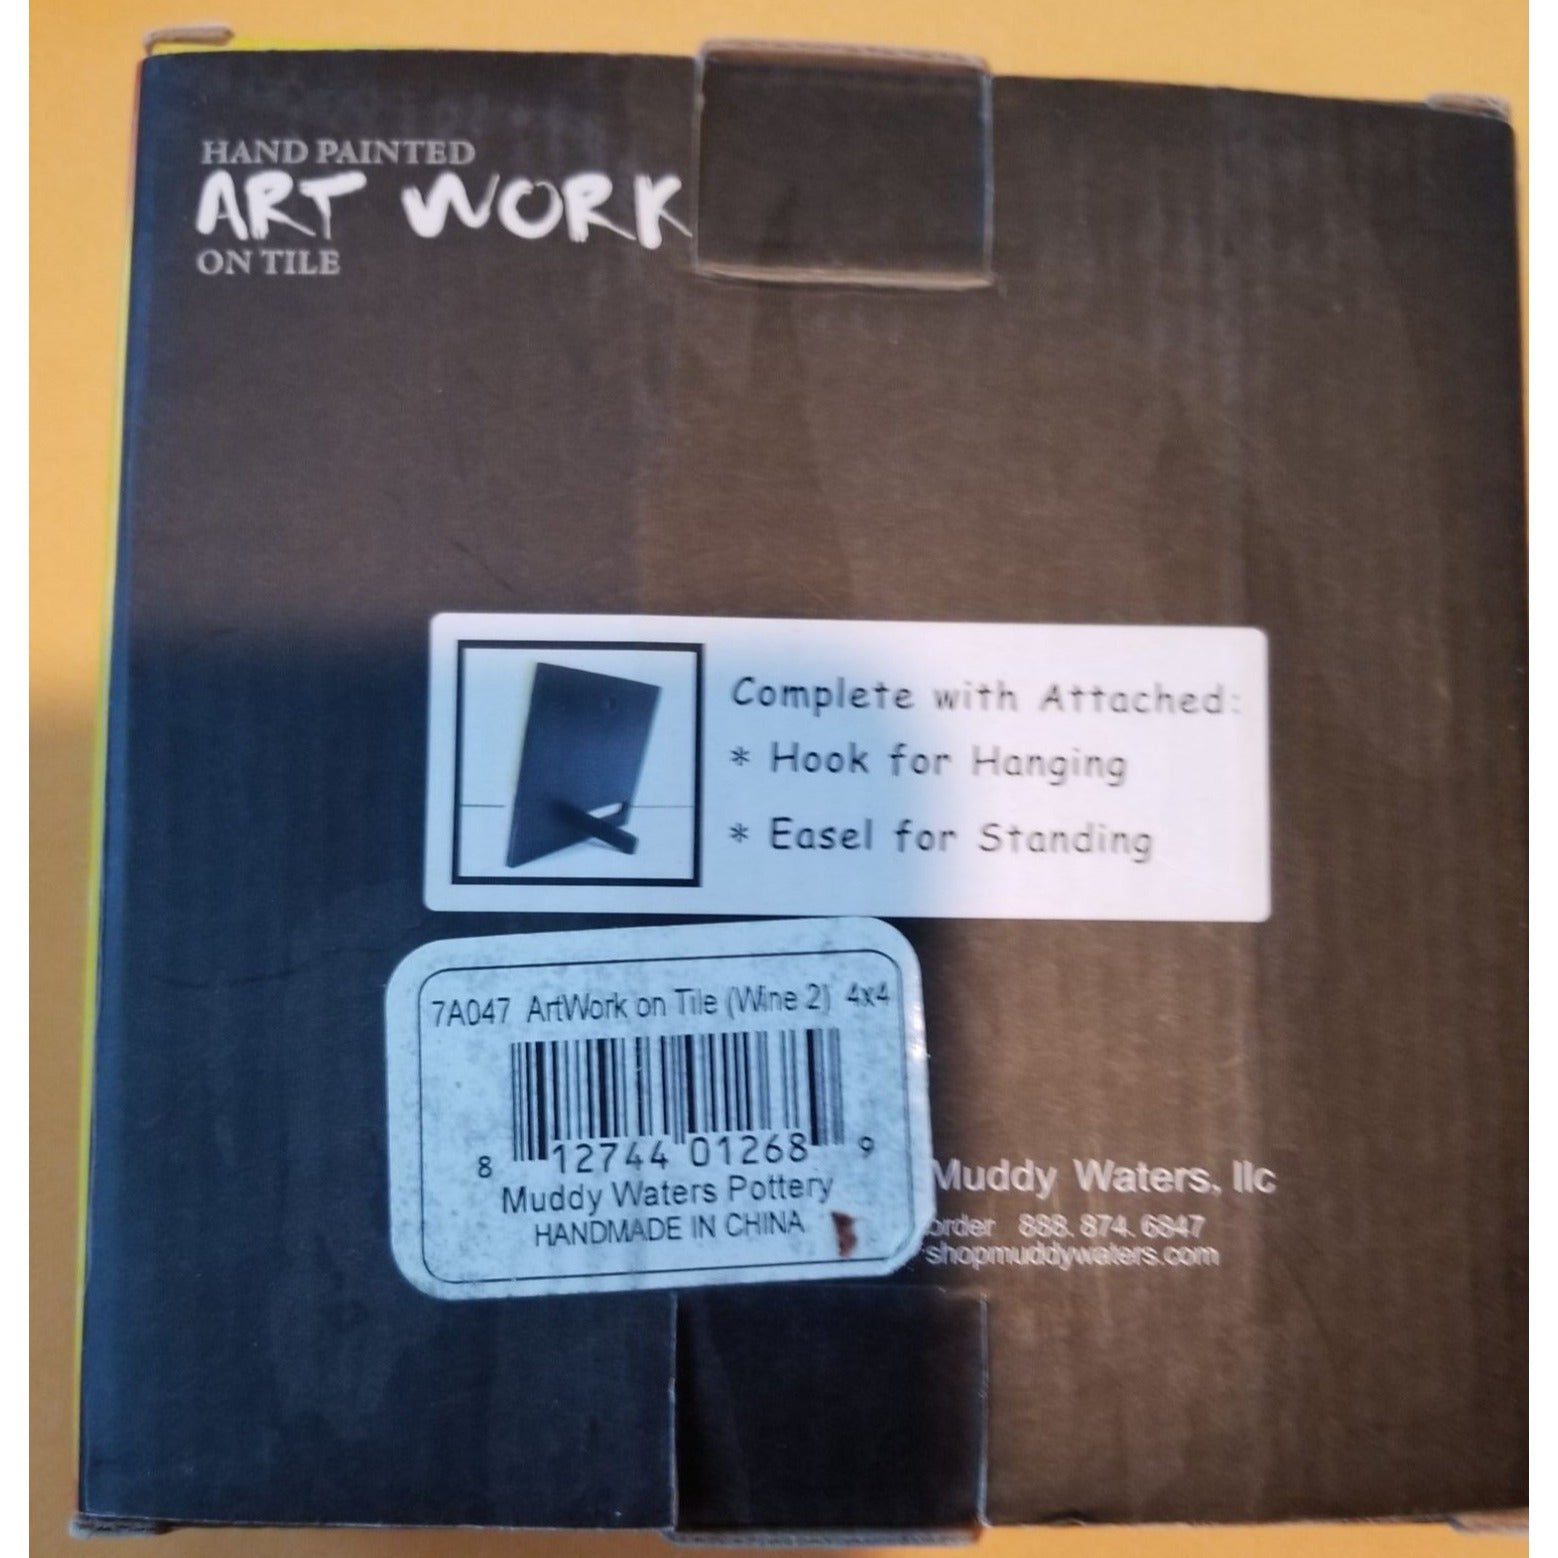 HAND PAINTED
ART WORK
ON TILE
Complete with Attached:
* Hook for Hanging
* Easel for Standing
7A047 ArtWork on Tile (Wine 2) 4x4
8 12744 01268 9
Muddy Waters Pottery
HANDMADE IN CHINA
Muddy Waters, llc
order 888. 874. 6847
shopmuddywaters.com